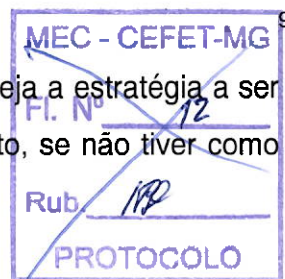 MEC - CEFET-MG
eja a estratégia a ser
Fl. Nº 12
to, se não tiver como
Rub.
PROTOCOLO